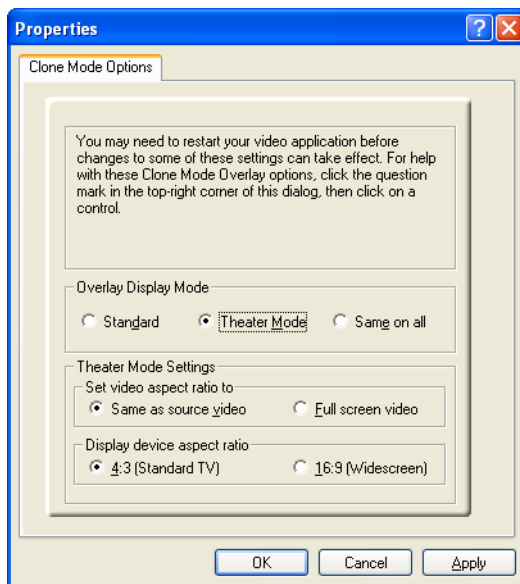 Properties
Clone Mode Options
You may need to restart your video application before
changes to some of these settings can take effect. For help
with these Clone Mode Overlay options, click the question
mark in the top-right corner of this dialog, then click on a
control.
Overlay Display Mode
Standard Theater Mode Same on all
Theater Mode Settings
Set video aspect ratio to
Same as source video Full screen video
Display device aspect ratio
4:3 (Standard TV) 16:9 (Widescreen)
OK Cancel Apply